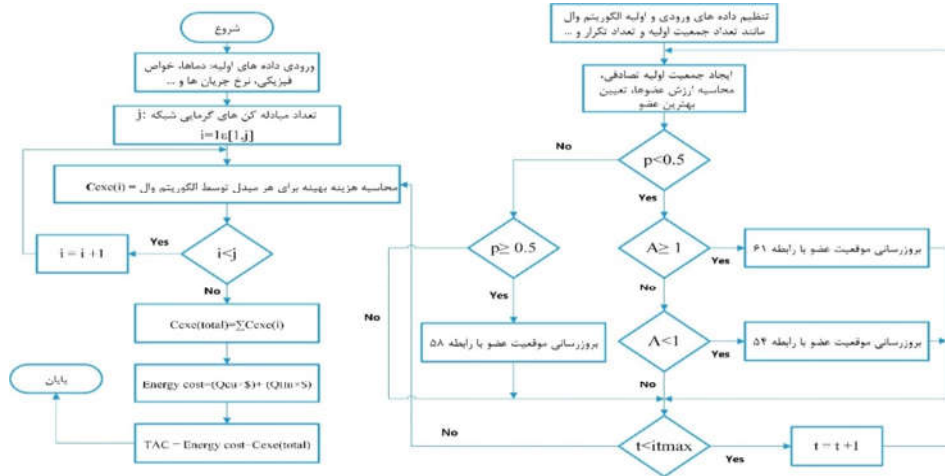 شروع
ورودی داده های اولیه: دماها، خواص
فیزیکی، نرخ جریان ها و ...
تعداد مبادله کن های گرمایی شبکه :j
i=1ε[1,j]
محاسبه هزینه بهینه برای هر مبدل توسط الگوریتم وال = Cexe(i)
i<j
Yes
i = i +1
No
Cexe(total)=∑Cexe(i)
Energy cost=
TAC = Energy cost
Cexe(total)
پایان
تنظیم داده های ورودی و اولیه الگوریتم وال
مانند تعداد جمعیت اولیه و تعداد تکرار و ...
ایجاد جمعیت اولیه تصادفی،
محاسبه ارزش عضوها، تعیین
بهترین عضو
p<0.5
No
Yes
p≥ 0.5
No
Yes
بروزرسانی موقعیت عضو با رابطه ۵۸
A≥ 1
Yes
بروزرسانی موقعیت عضو با رابطه ۶۱
No
A<1
Yes
بروزرسانی موقعیت عضو با رابطه ۵۴
t<itmax
No
Yes
t = t +1